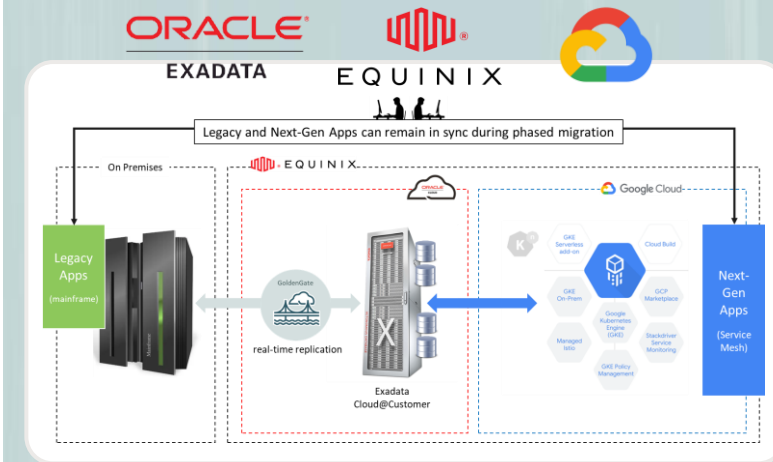 ORACLE®
EXADATA
EQUINIX
®
Legacy and Next-Gen Apps can remain in sync during phased migration
On Premises
EQUINIX
ORACLE
Google Cloud
Legacy
Apps
(mainframe)
GoldenGate
real-time replication
X
Exadata
Cloud@Customer
K
GKE
Serverless
add-on
Cloud Build
GKE
On-Prem
GCP
Marketplace
Google
Kubernetes
Engine
(GKE)
Managed
Istio
Stackdriver
Service
Monitoring
GKE Policy
Management
Next-
Gen
Apps
(Service
Mesh)